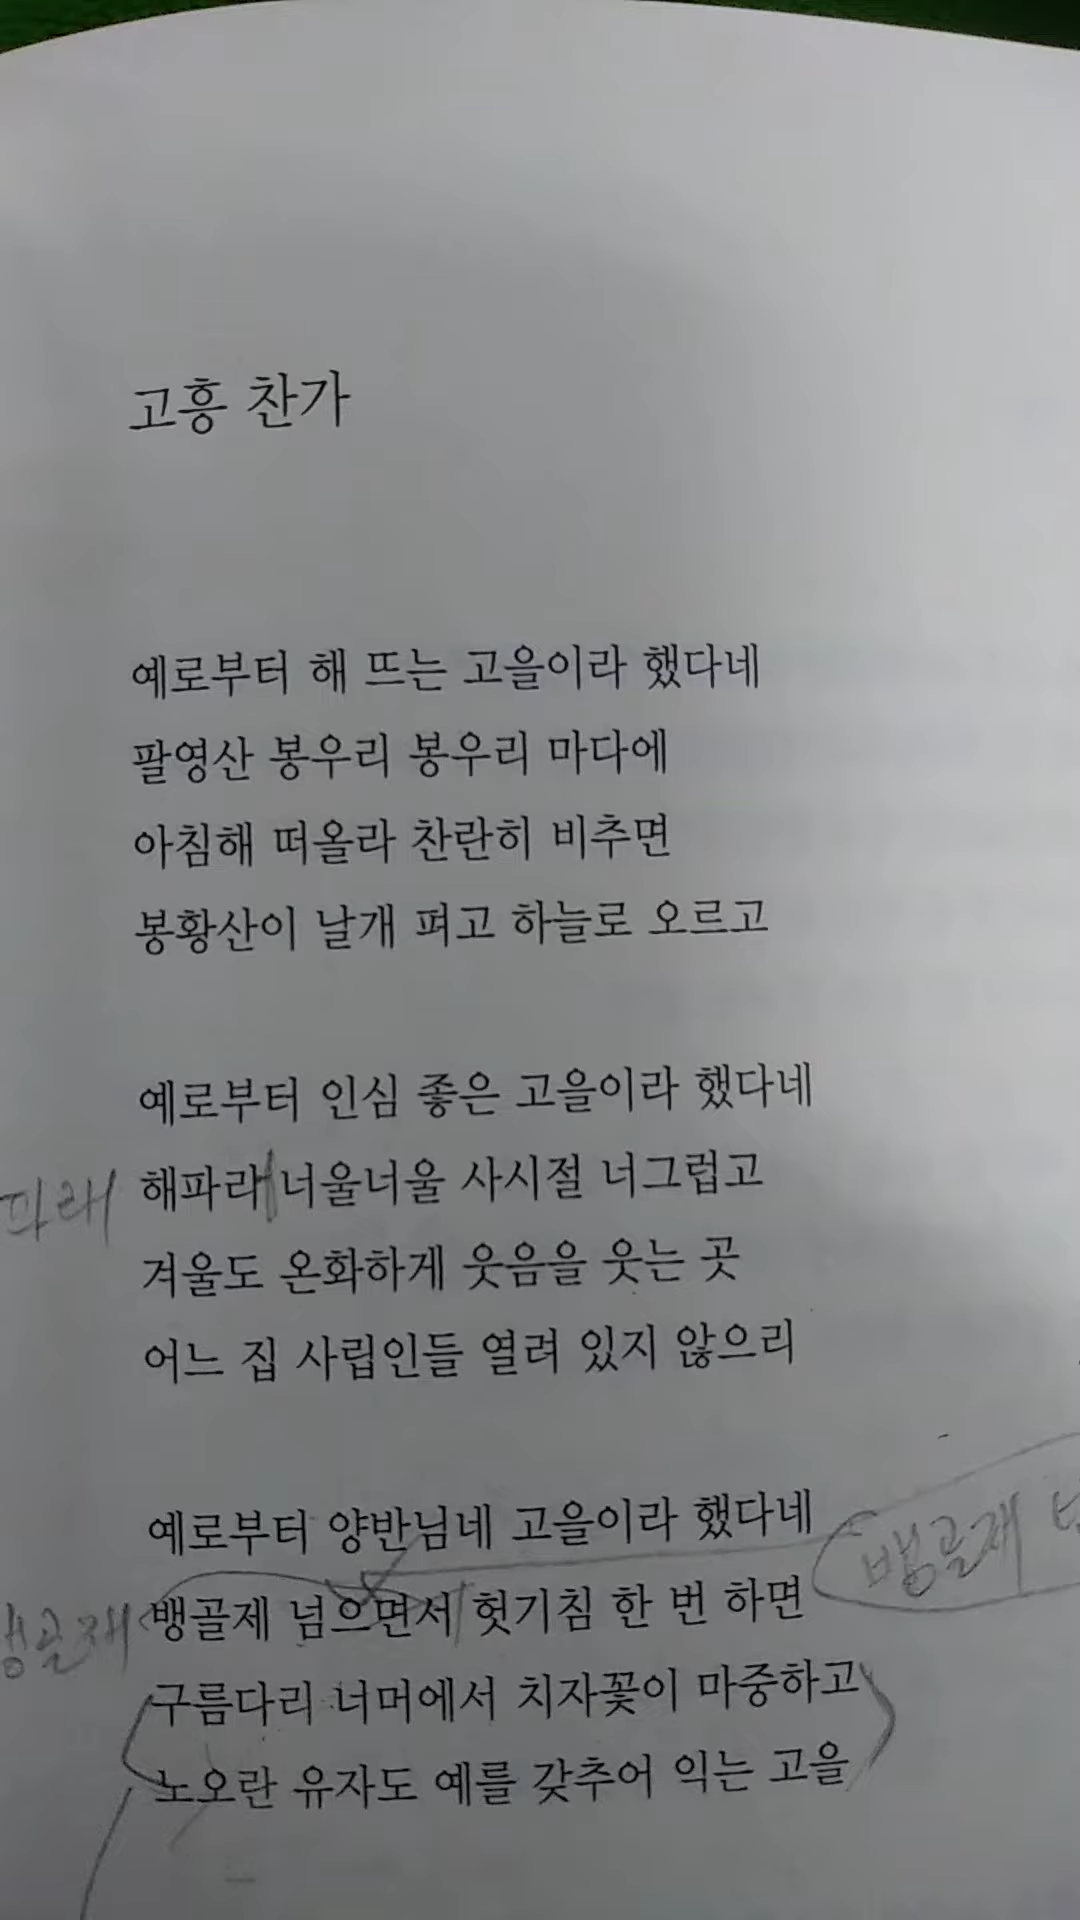 고흥 찬가
예로부터 해 뜨는 고을이라 했다네
팔영산 봉우리 봉우리 마다에
아침해 떠올라 찬란히 비추면
봉황산이 날개 펴고 하늘로 오르고
예로부터 인심 좋은 고을이라 했다네
파래
해파라 너울너울 사시절 너그럽고
겨울도 온화하게 웃음을 웃는 곳
어느 집 사립인들 열려 있지 않으리
예로부터 양반님네 고을이라 했다네
뱅골재
뱅골제 넘으면서 헛기침 한 번 하면
골재
구름다리 너머에서 치자꽃이 마중하고
노오란 유자도 예를 갖추어 익는 고을